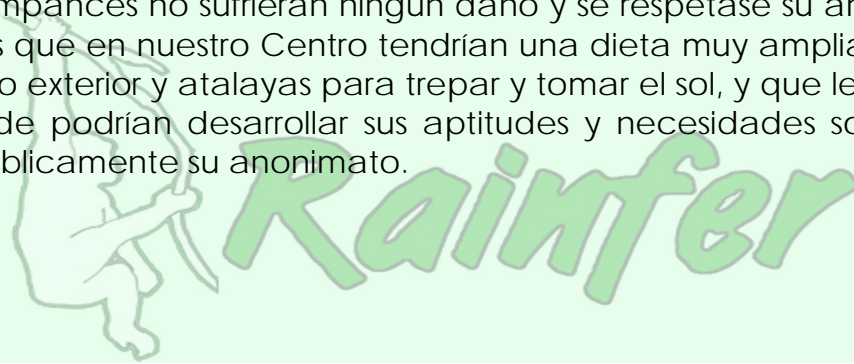 mpancés no sufrieran ningún daño y se respetase su an
s que en nuestro Centro tendrían una dieta muy amplia
o exterior y atalayas para trepar y tomar el sol, y que le
de podrían desarrollar sus aptitudes y necesidades so
blicamente su anonimato.
Rainfer